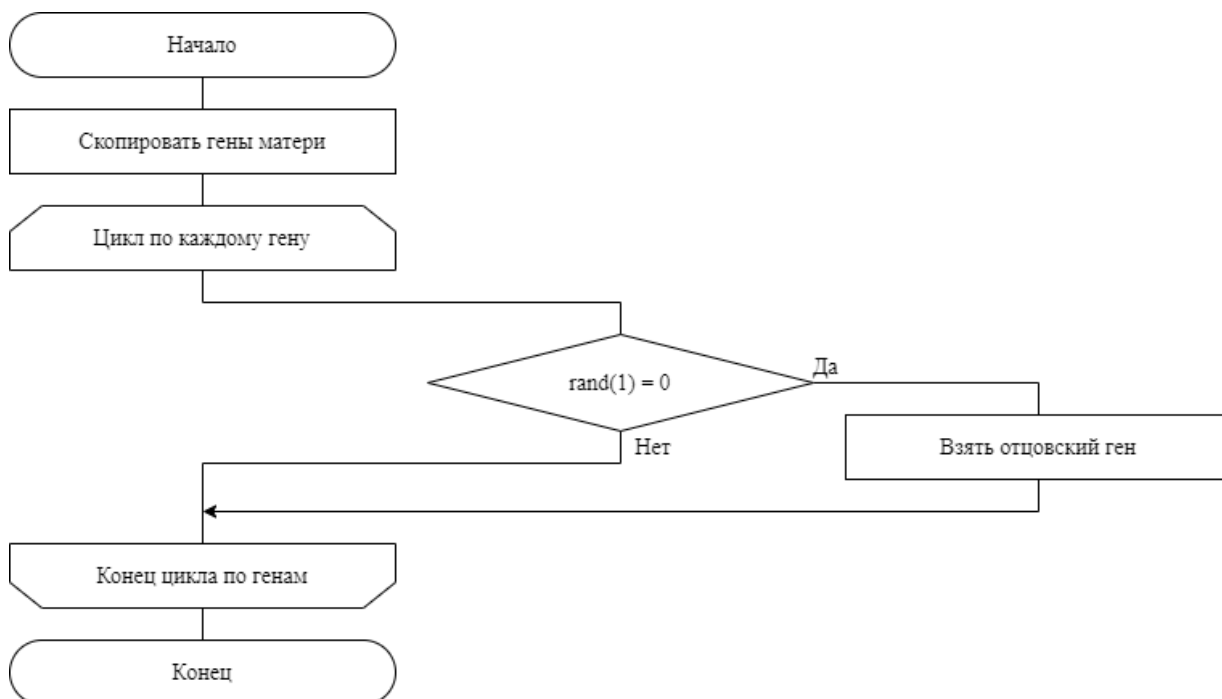 Начало
Скопировать гены матери
Цикл по каждому гену
rand(1) = 0
Да
Нет
Взять отцовский ген
Конец цикла по генам
Конец